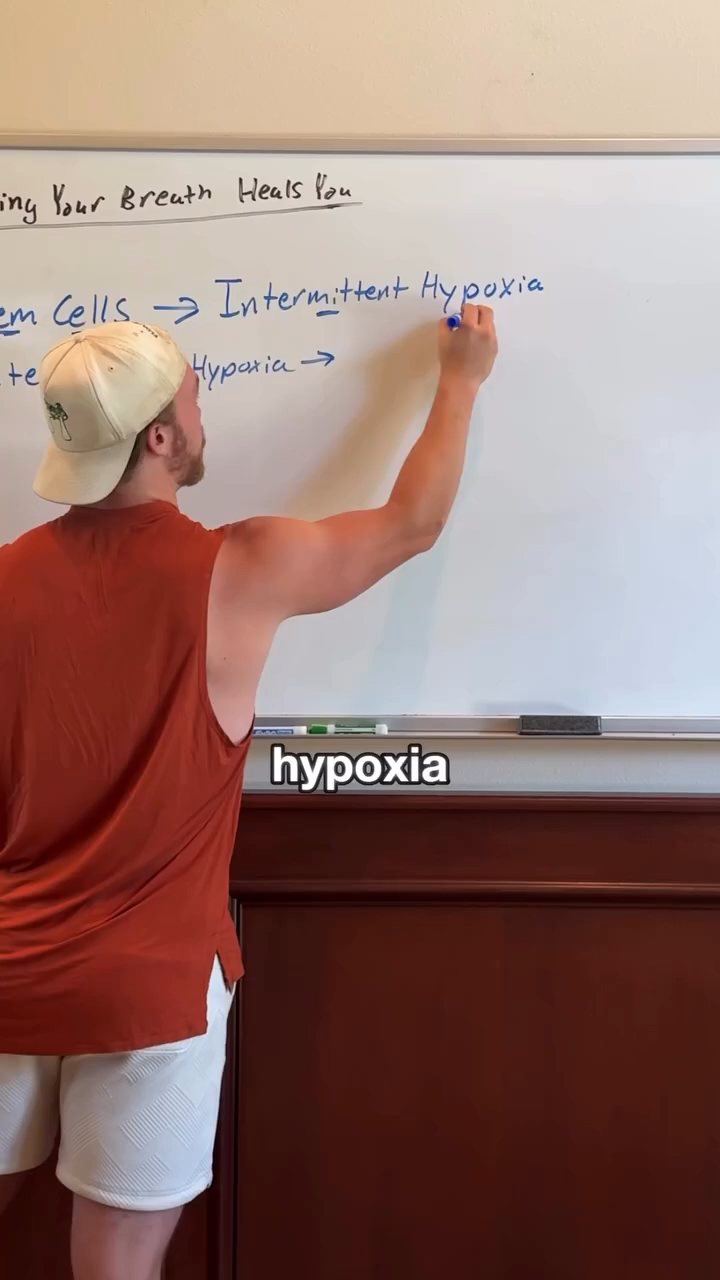 ing Your Breath Heals You
em Cells → Intermittent Hypoxia
te Hypoxia →
hypoxia